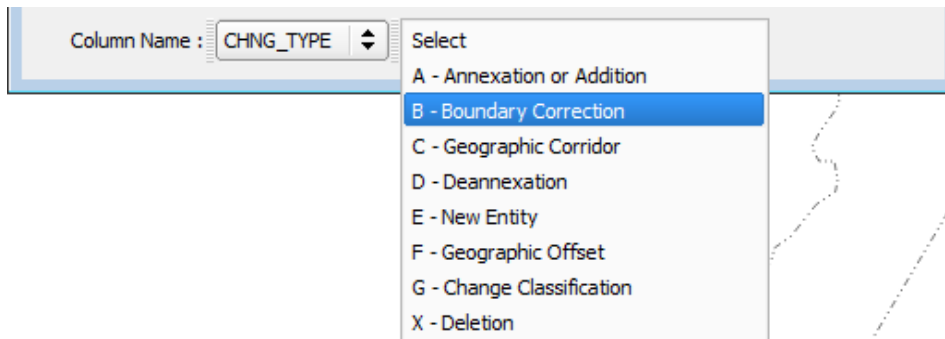 Column Name : CHNG_TYPE Select
A - Annexation or Addition
B - Boundary Correction
C - Geographic Corridor
D - Deannexation
E - New Entity
F - Geographic Offset
G - Change Classification
X - Deletion